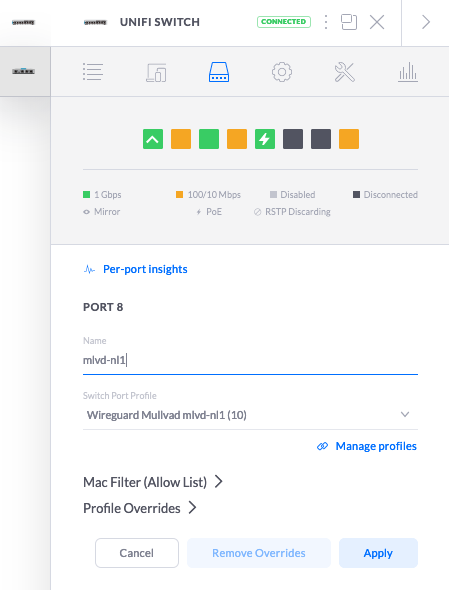 UNIFI SWITCH CONNECTED
1 Gbps 100/10 Mbps Disabled Disconnected
Mirror PoE RSTP Discarding
Per-port insights
PORT 8
Name
mlvd-nl1
Switch Port Profile
Wireguard Mullvad mlvd-nl1 (10)
Manage profiles
Mac Filter (Allow List)
Profile Overrides
Cancel Remove Overrides Apply